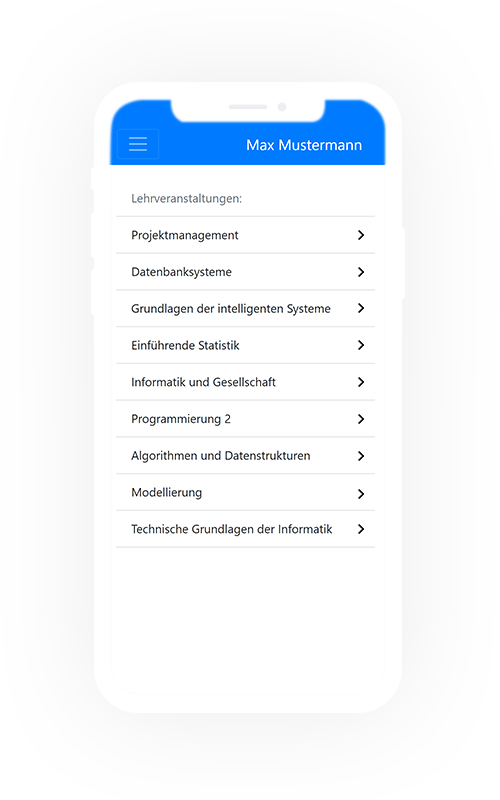 Max Mustermann
Lehrveranstaltungen:
Projektmanagement
Datenbanksysteme
Grundlagen der intelligenten Systeme
Einführende Statistik
Informatik und Gesellschaft
Programmierung 2
Algorithmen und Datenstrukturen
Modellierung
Technische Grundlagen der Informatik